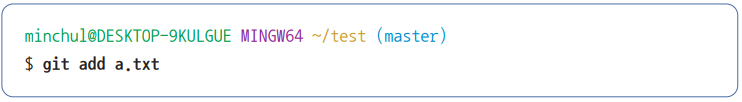 minchul@DESKTOP-9KULGUE MINGW64 ~/test (master)
$ git add a.txt